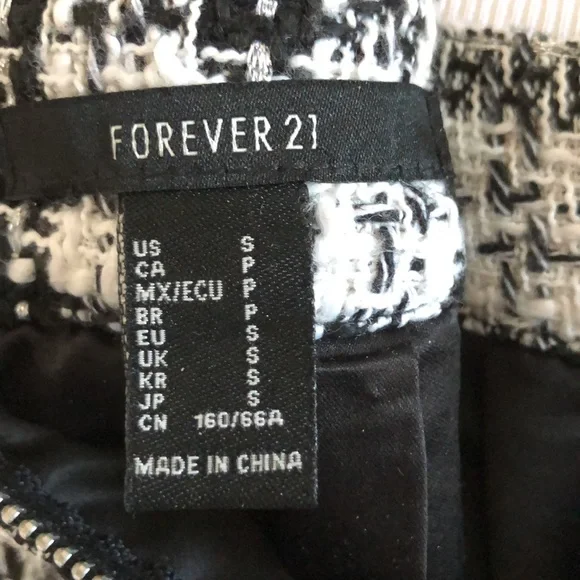 FOREVER 21
US S
CA P
MX/ECU P
BR P
EU S
UK S
KR S
JP S
CN 160/66A
MADE IN CHINA